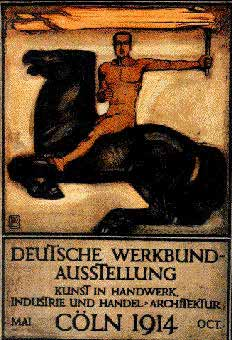 DEUTSCHE WERKBUND-
AUSSTELLUNG
KUNST IN HANDWERK,
INDUSTRIE UND HANDEL · ARCHITEKTUR
MAI CÖLN 1914 OCT.